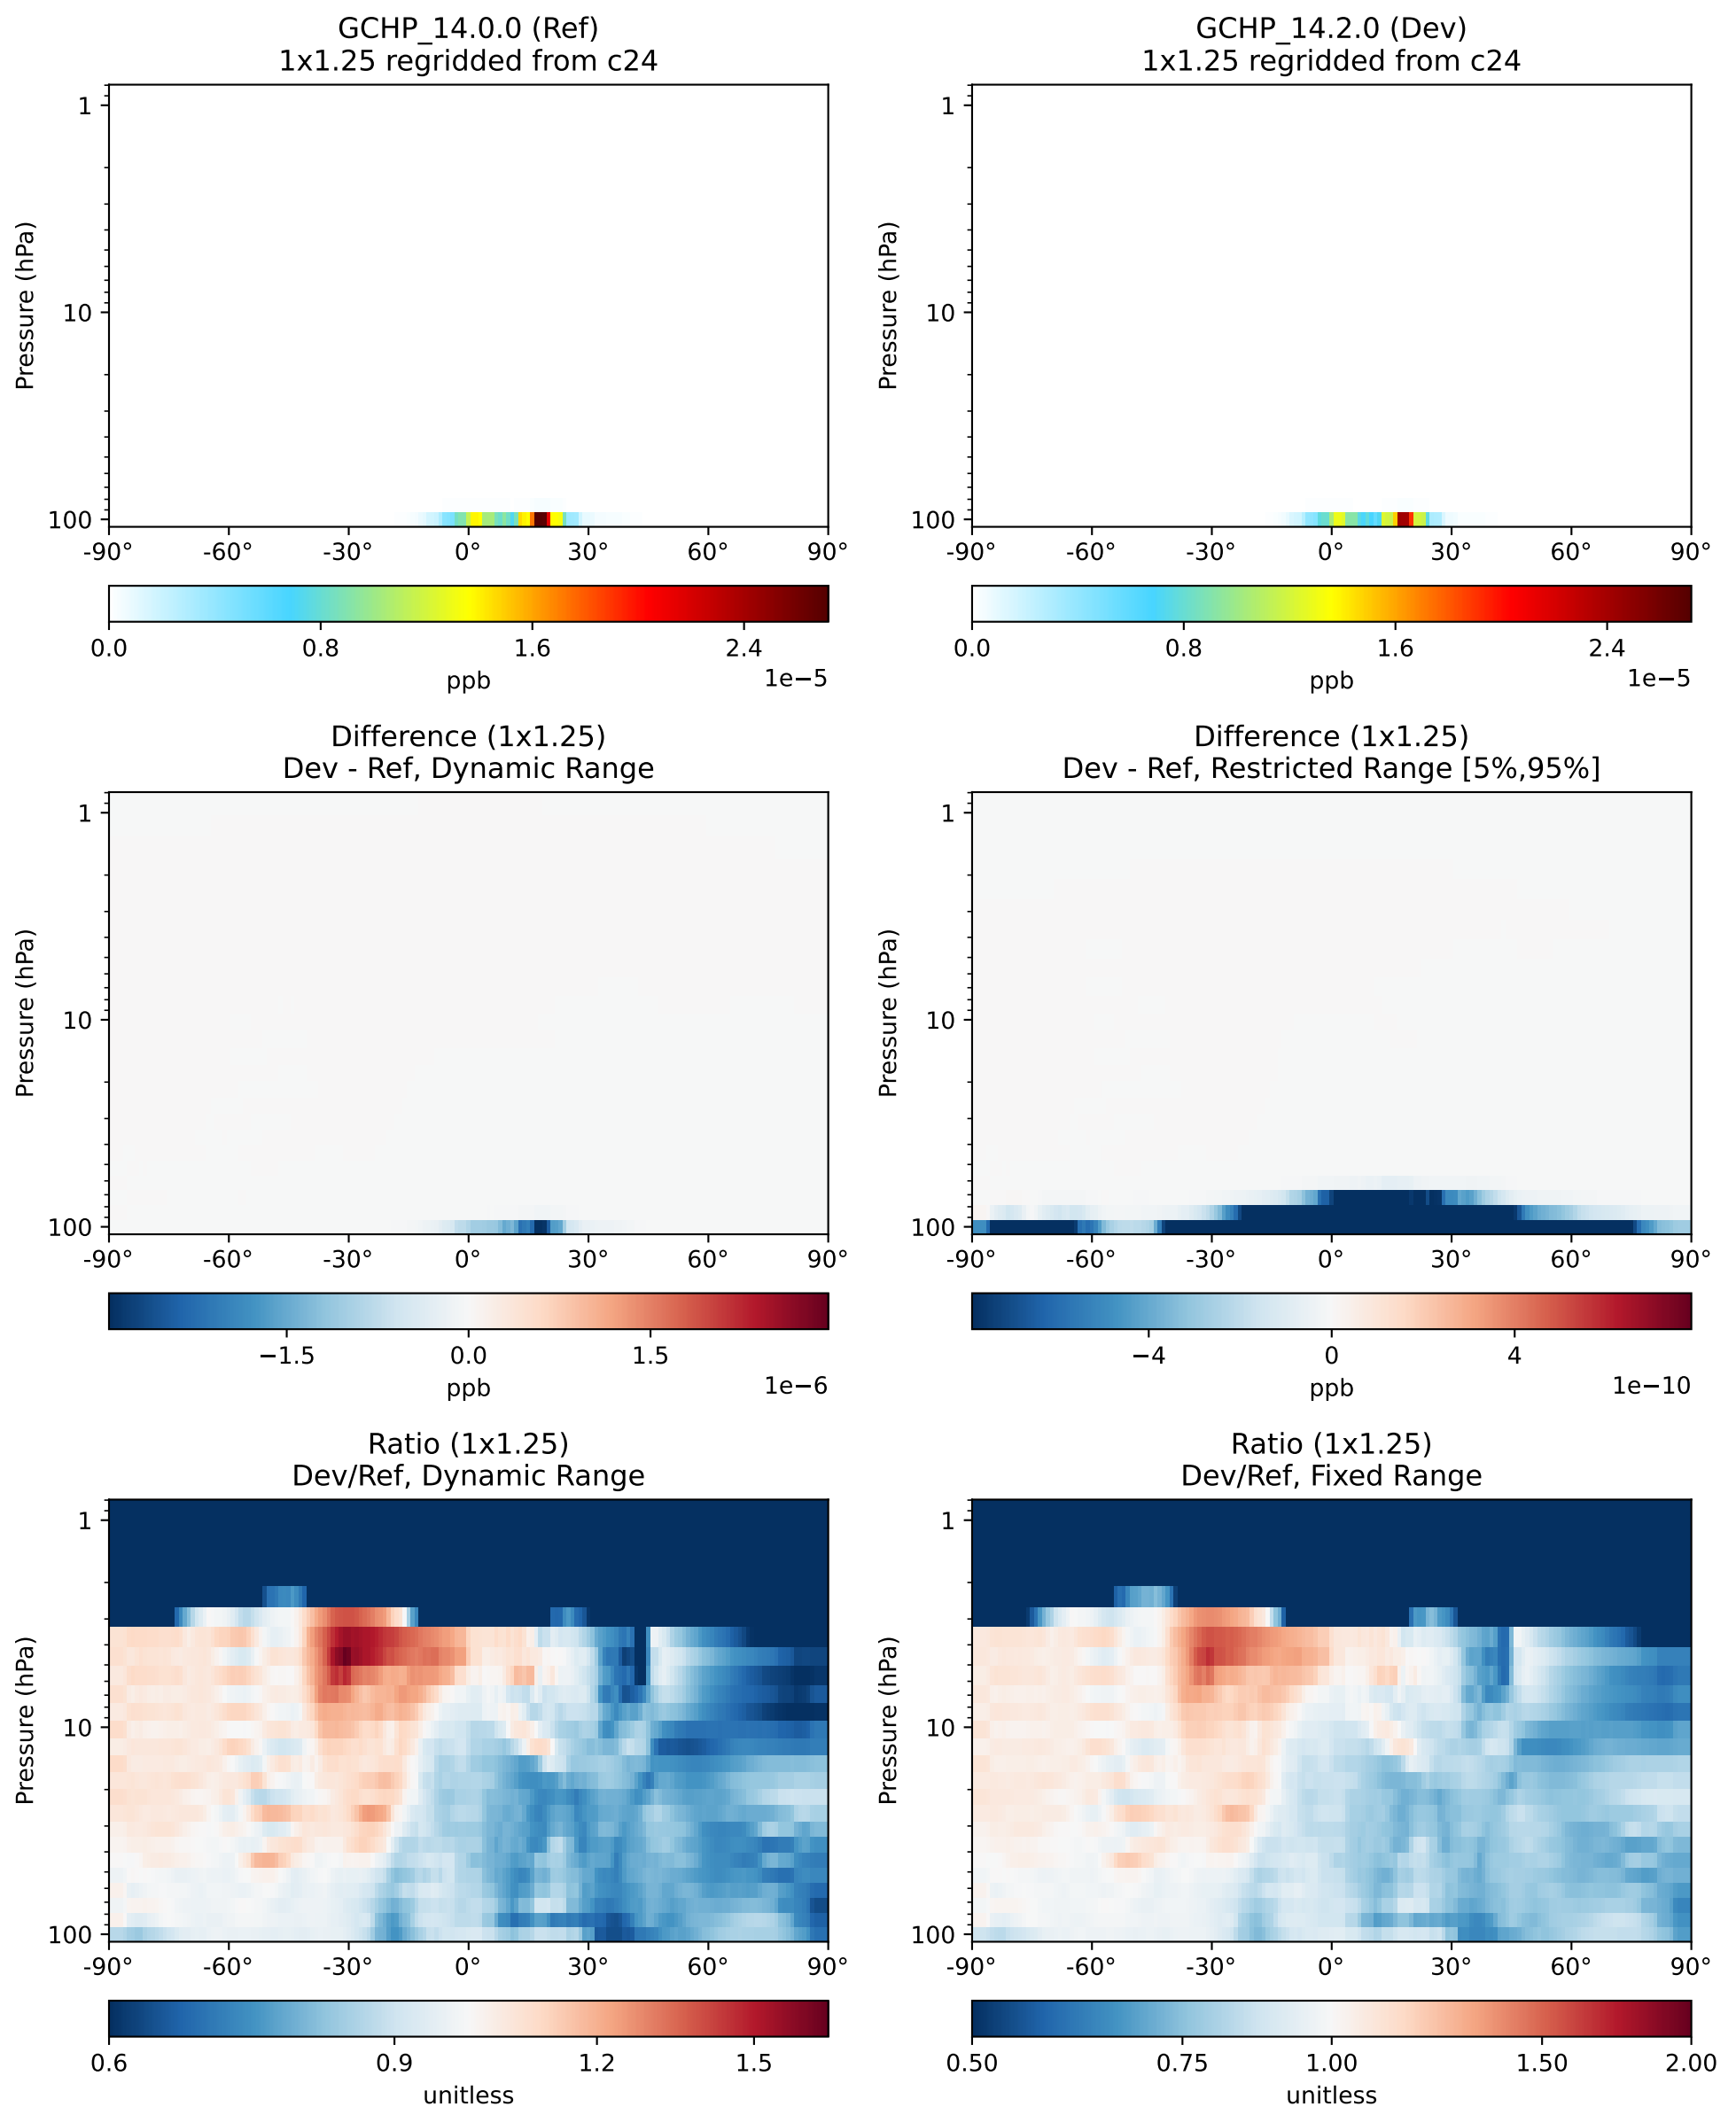 GCHP_14.0.0 (Ref)
1x1.25 regridded from c24
Pressure (hPa)
1
10
100
-90° -60° -30° 0° 30° 60° 90°
0.0 0.8 1.6 2.4
ppb 1e−5
GCHP_14.2.0 (Dev)
1x1.25 regridded from c24
Pressure (hPa)
1
10
100
-90° -60° -30° 0° 30° 60° 90°
0.0 0.8 1.6 2.4
ppb 1e−5
Difference (1x1.25)
Dev - Ref, Dynamic Range
Pressure (hPa)
1
10
100
-90° -60° -30° 0° 30° 60° 90°
−1.5 0.0 1.5
ppb 1e−6
Difference (1x1.25)
Dev - Ref, Restricted Range [5%,95%]
Pressure (hPa)
1
10
100
-90° -60° -30° 0° 30° 60° 90°
−4 0 4
ppb 1e−10
Ratio (1x1.25)
Dev/Ref, Dynamic Range
Pressure (hPa)
1
10
100
-90° -60° -30° 0° 30° 60° 90°
0.6 0.9 1.2 1.5
unitless
Ratio (1x1.25)
Dev/Ref, Fixed Range
Pressure (hPa)
1
10
100
-90° -60° -30° 0° 30° 60° 90°
0.50 0.75 1.00 1.50 2.00
unitless